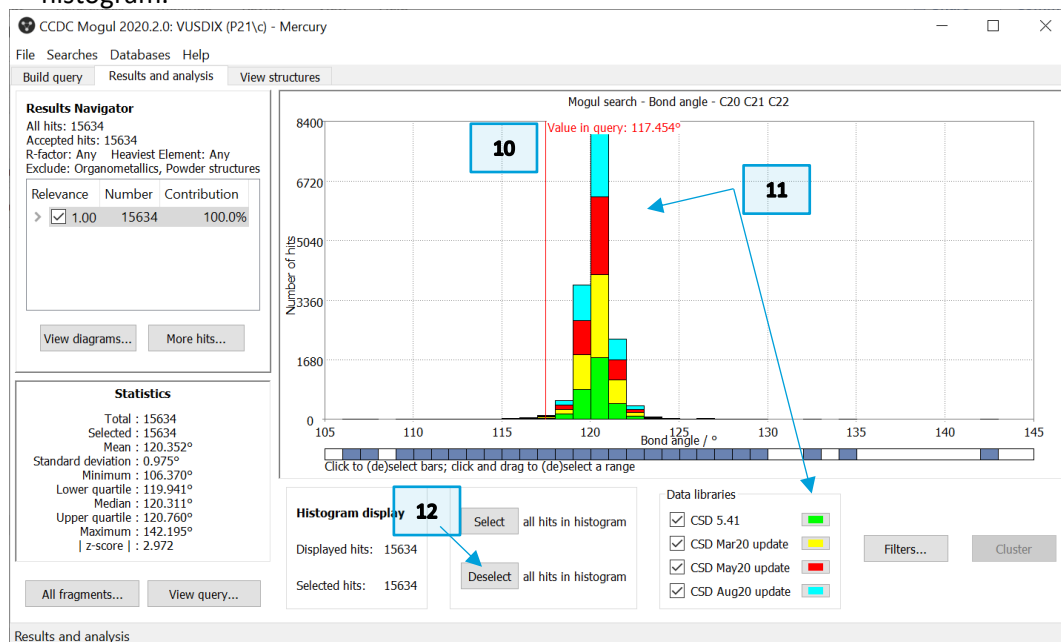 histogram.
CCDC Mogul 2020.2.0: VUSDIX (P21\c) - Mercury
File Searches Databases Help
Build query Results and analysis View structures
Results Navigator
All hits: 15634
Accepted hits: 15634
R-factor: Any Heaviest Element: Any
Exclude: Organometallics, Powder structures
Relevance Number Contribution
1.00 15634 100.0%
View diagrams... More hits...
Statistics
Total : 15634
Selected : 15634
Mean : 120.352°
Standard deviation : 0.975°
Minimum : 106.370°
Lower quartile : 119.941°
Median : 120.311°
Upper quartile : 120.760°
Maximum : 142.195°
| z-score | : 2.972
All fragments... View query...
Mogul search - Bond angle - C20 C21 C22
Value in query: 117.454°
10
11
Number of hits
8400
6720
5040
3360
1680
0
105 110 115 120 125 130 135 140 145
Bond angle / °
Click to (de)select bars; click and drag to (de)select a range
Histogram display
12
Displayed hits: 15634
Selected hits: 15634
Select all hits in histogram
Deselect all hits in histogram
Data libraries
CSD 5.41
CSD Mar20 update
CSD May20 update
CSD Aug20 update
Filters... Cluster
Results and analysis